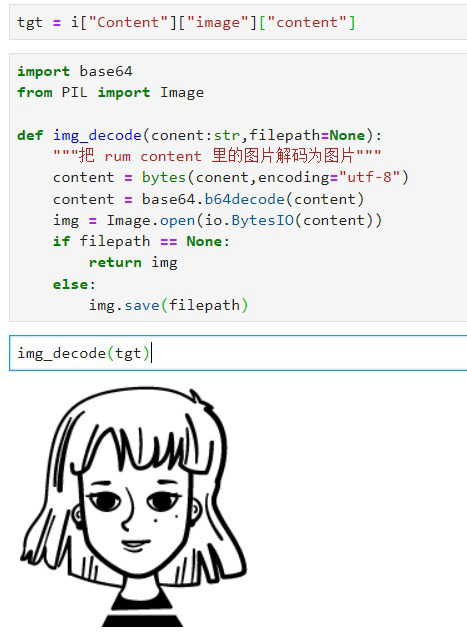 tgt = i["Content"]["image"]["content"]
import base64
from PIL import Image
def img_decode(conent:str,filepath=None):
"""把 rum content 里的图片解码为图片"""
content = bytes(conent,encoding="utf-8")
content = base64.b64decode(content)
img = Image.open(io.BytesIO(content))
if filepath == None:
return img
else:
img.save(filepath)
img_decode(tgt)